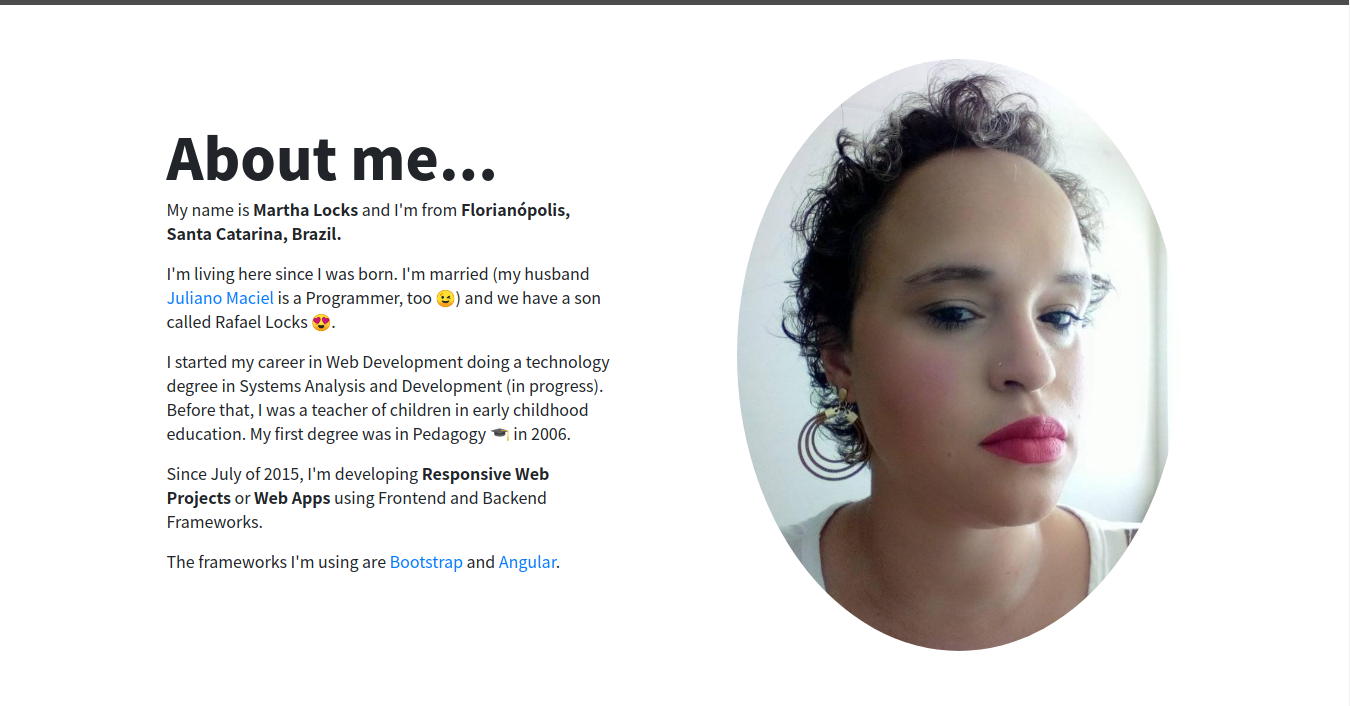 About me...
My name is Martha Locks and I'm from Florianópolis,
Santa Catarina, Brazil.
I'm living here since I was born. I'm married (my husband
Juliano Maciel is a Programmer, too 😉) and we have a son
called Rafael Locks 😍.
I started my career in Web Development doing a technology
degree in Systems Analysis and Development (in progress).
Before that, I was a teacher of children in early childhood
education. My first degree was in Pedagogy 🎓 in 2006.
Since July of 2015, I'm developing Responsive Web
Projects or Web Apps using Frontend and Backend
Frameworks.
The frameworks I'm using are Bootstrap and Angular.